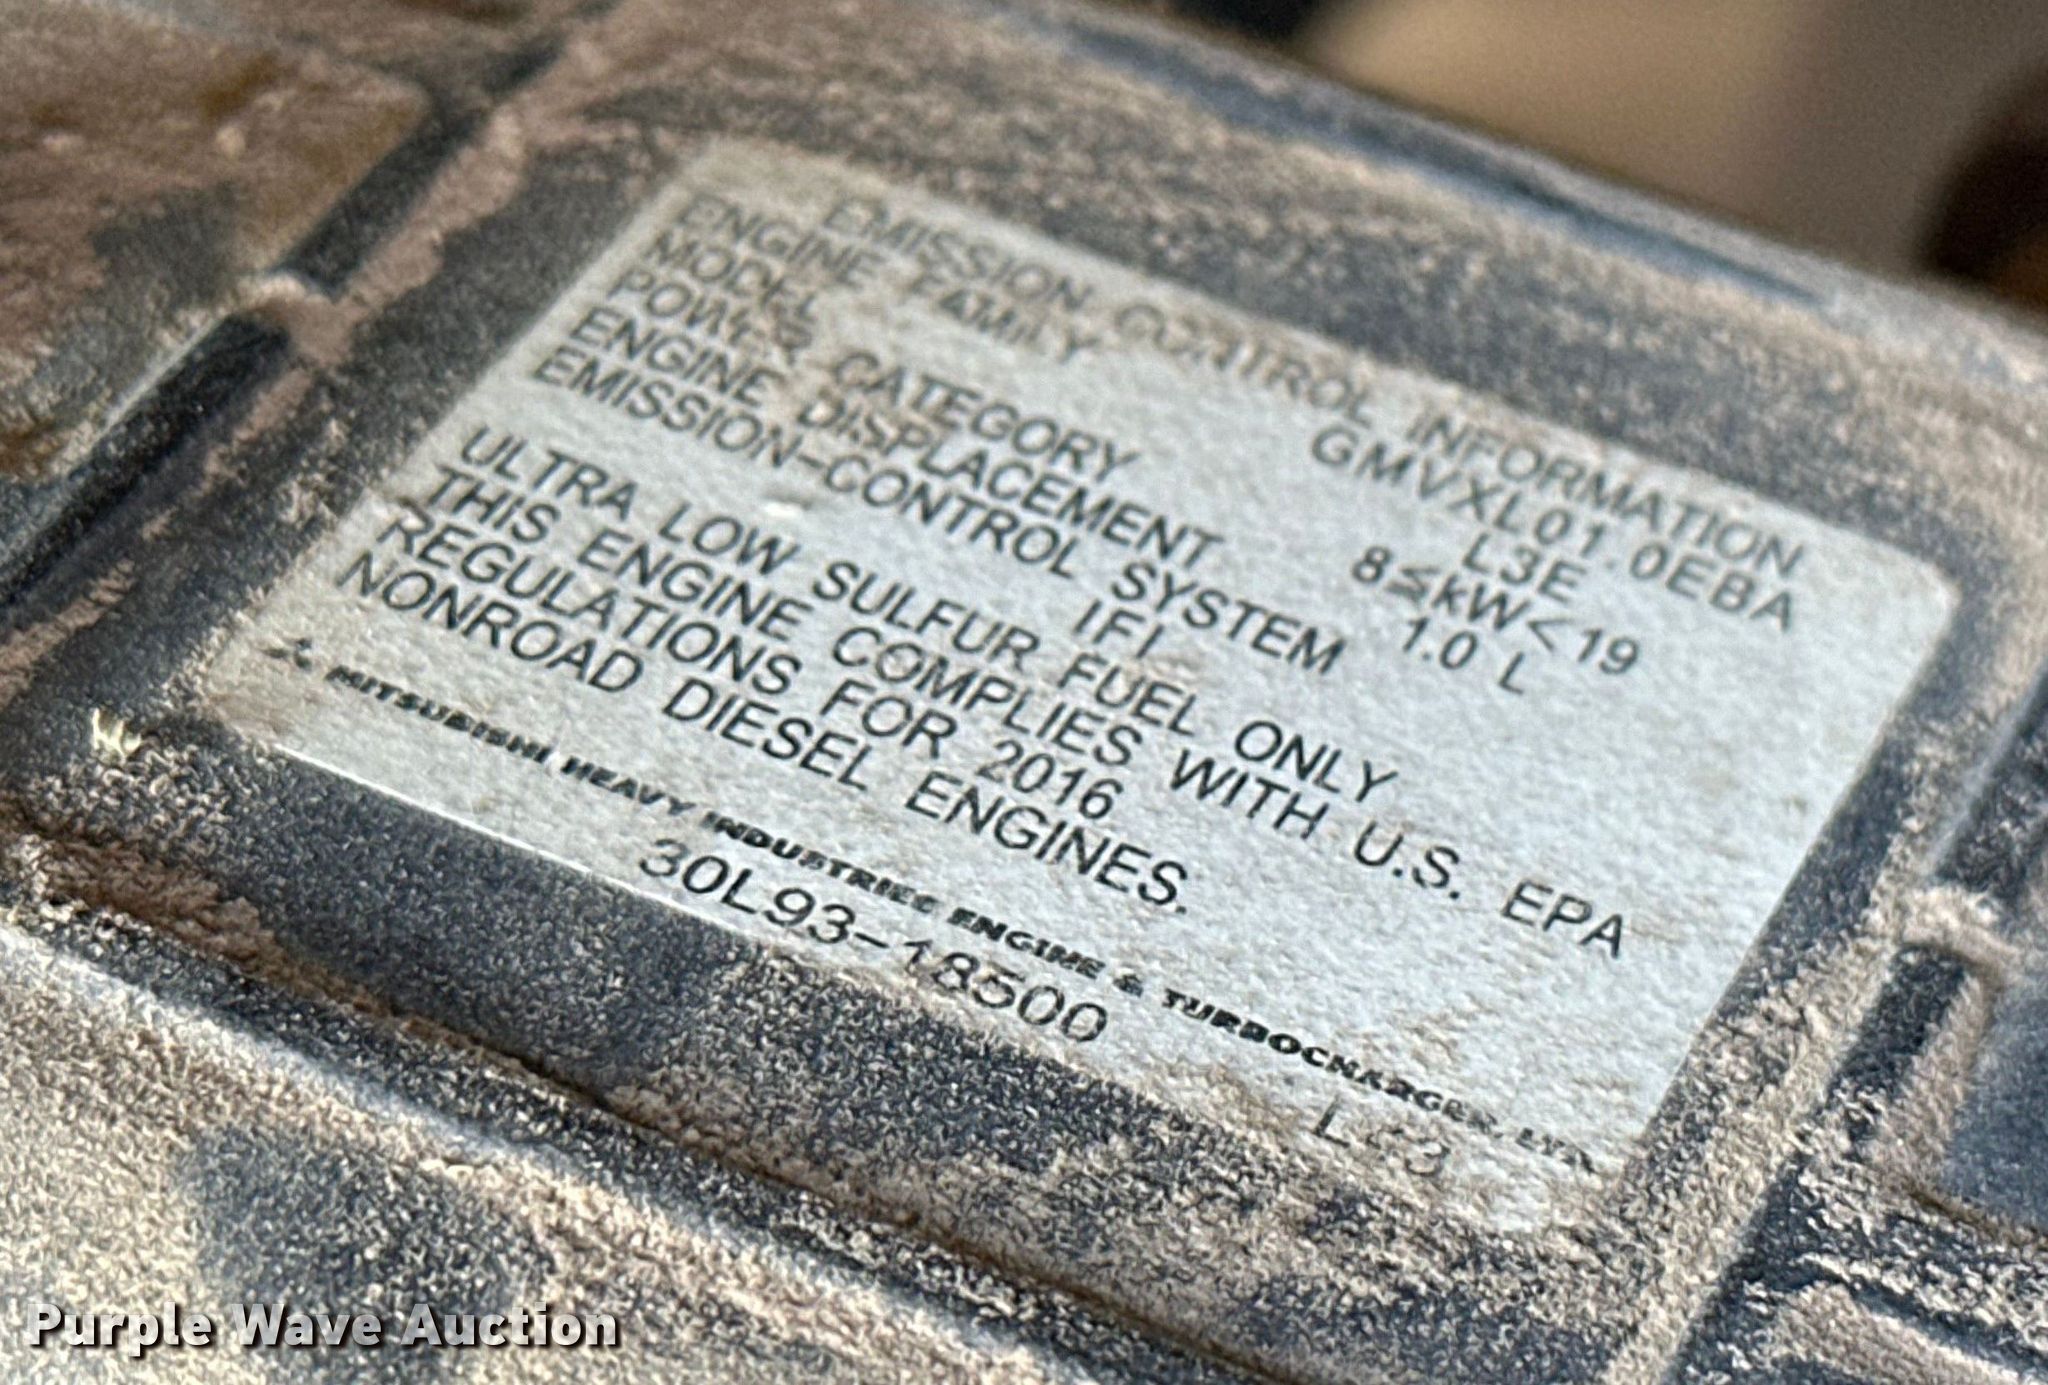 EMISSION CONTROL INFORMATION
ENGINE FAMILY GMVXL01.0EBA
MODEL L3E
POWER CATEGORY 8≤kW<19
ENGINE DISPLACEMENT 1.0 L
EMISSION-CONTROL SYSTEM
IFI
ULTRA LOW SULFUR FUEL ONLY
THIS ENGINE COMPLIES WITH U.S. EPA
REGULATIONS FOR 2016
NONROAD DIESEL ENGINES.
MITSUBISHI HEAVY INDUSTRIES ENGINE & TURBOCHARGER, LTD.
30L93-18500
Purple Wave Auction